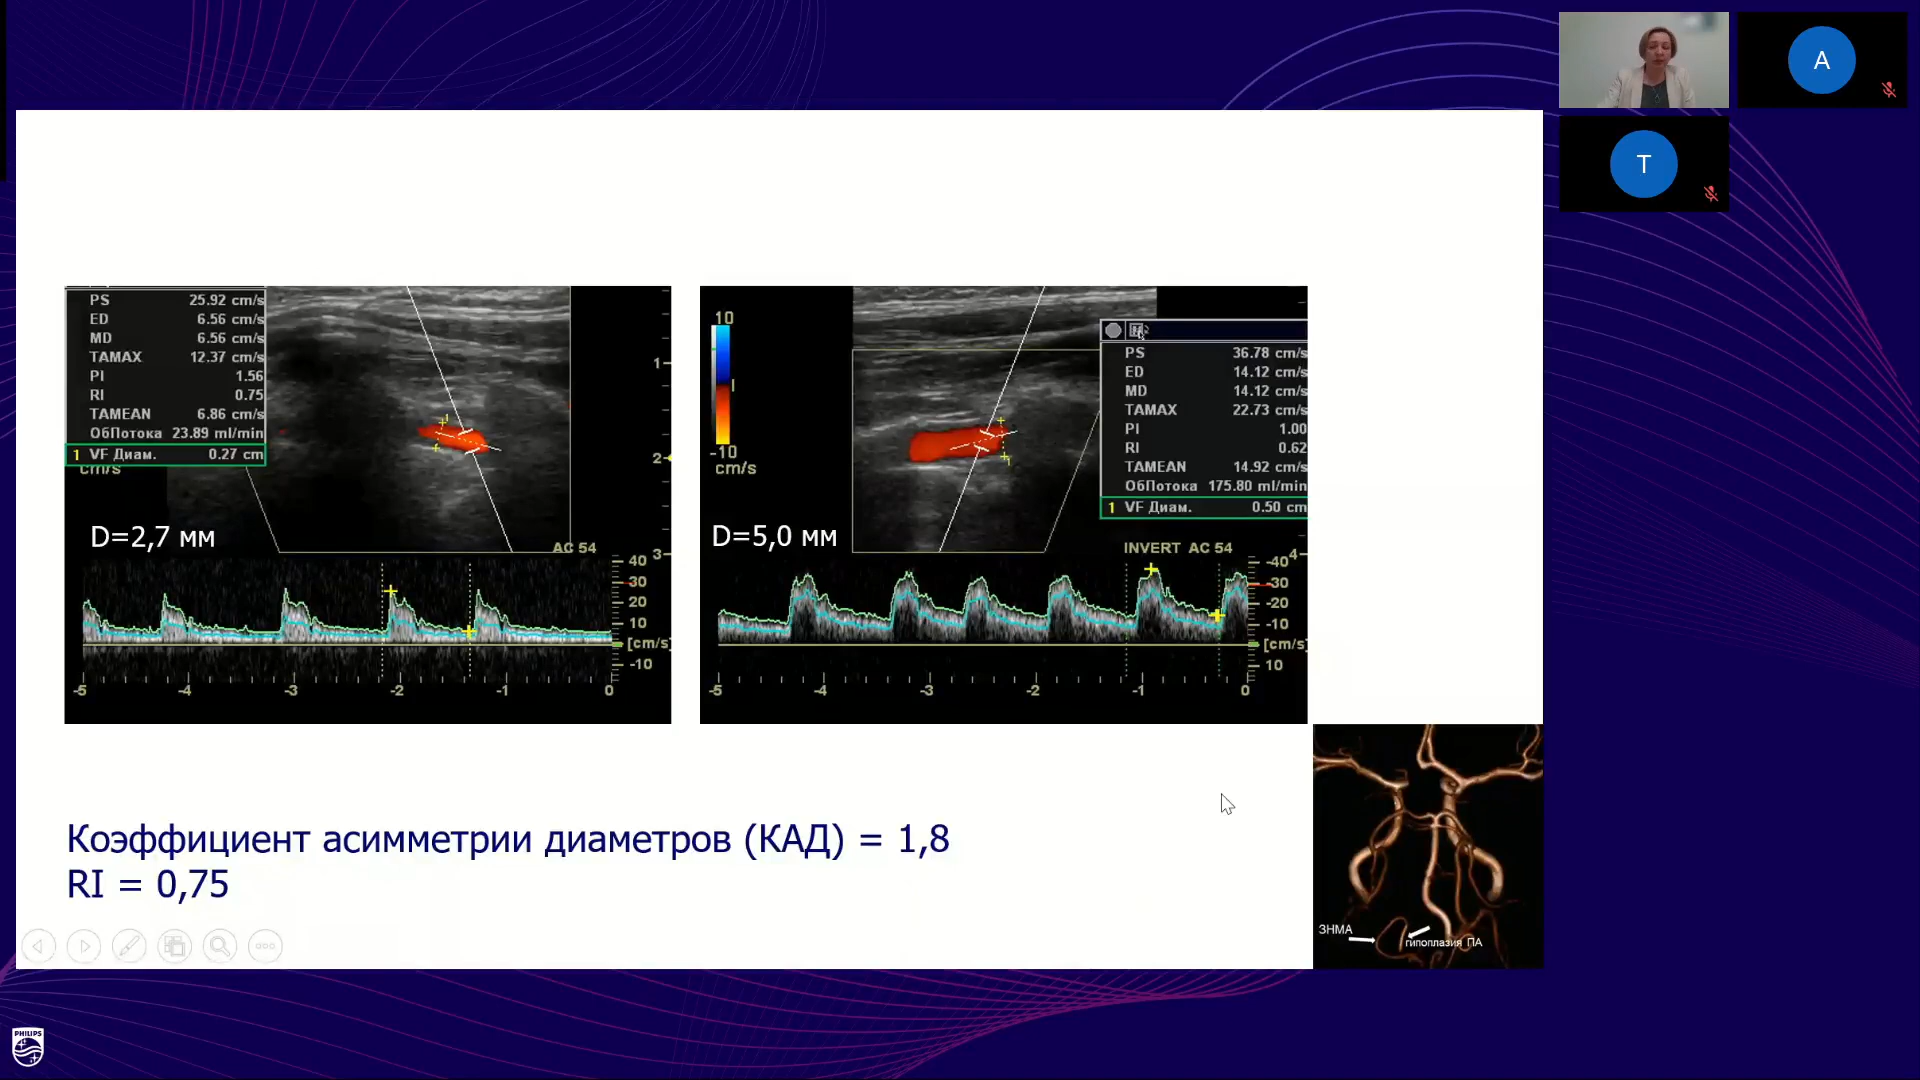 A
T
PS 25.92 cm/s
ED 6.56 cm/s
MD 6.56 cm/s
TAMAX 12.37 cm/s
PI 1.56
RI 0.75
TAMEAN 6.86 cm/s
ОбПотока 23.89 ml/min
1 VF Диам. 0.27 cm
cm/s
1
2
3
D=2,7 мм
AC 54
40
30
20
10
[cm/s]
-10
-5 -4 -3 -2 -1 0
10
-10
cm/s
PS 36.78 cm/s
ED 14.12 cm/s
MD 14.12 cm/s
TAMAX 22.73 cm/s
PI 1.00
RI 0.62
TAMEAN 14.92 cm/s
ОбПотока 175.80 ml/min
1 VF Диам. 0.50 cm
D=5,0 мм
INVERT AC 54
4
-40
-30
-20
-10
[cm/s]
10
-5 -4 -3 -2 -1 0
Коэффициент асимметрии диаметров (КАД) = 1,8
RI = 0,75
ЗНМА
гипоплазия ПА
PHILIPS